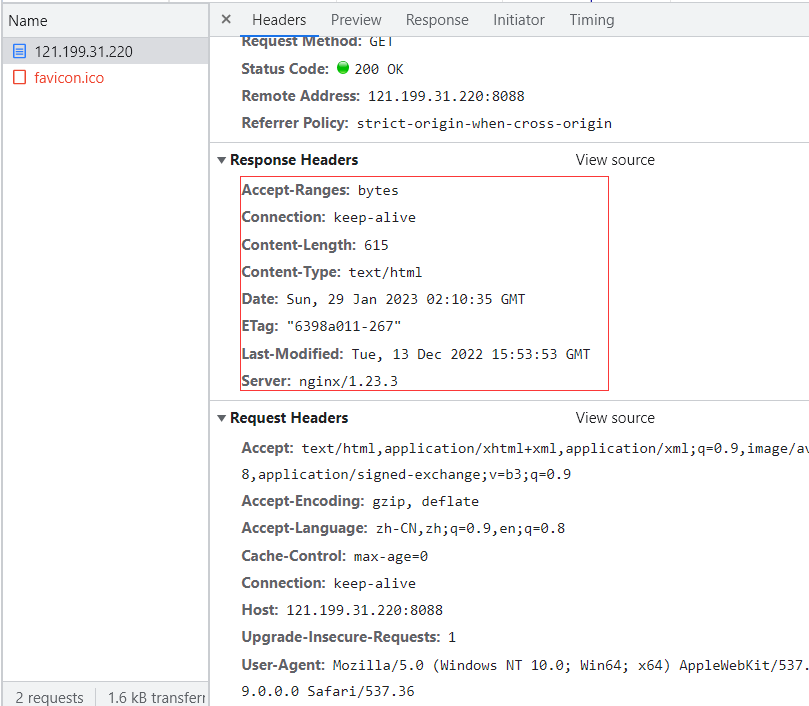 Name
121.199.31.220
favicon.ico
2 requests
1.6 kB transferr
× Headers Preview Response Initiator Timing
Request Method: GET
Status Code: 200 OK
Remote Address: 121.199.31.220:8088
Referrer Policy: strict-origin-when-cross-origin
Response Headers View source
Accept-Ranges: bytes
Connection: keep-alive
Content-Length: 615
Content-Type: text/html
Date: Sun, 29 Jan 2023 02:10:35 GMT
ETag: "6398a011-267"
Last-Modified: Tue, 13 Dec 2022 15:53:53 GMT
Server: nginx/1.23.3
Request Headers View source
Accept: text/html,application/xhtml+xml,application/xml;q=0.9,image/av
8,application/signed-exchange;v=b3;q=0.9
Accept-Encoding: gzip, deflate
Accept-Language: zh-CN,zh;q=0.9,en;q=0.8
Cache-Control: max-age=0
Connection: keep-alive
Host: 121.199.31.220:8088
Upgrade-Insecure-Requests: 1
User-Agent: Mozilla/5.0 (Windows NT 10.0; Win64; x64) AppleWebKit/537.
9.0.0.0 Safari/537.36